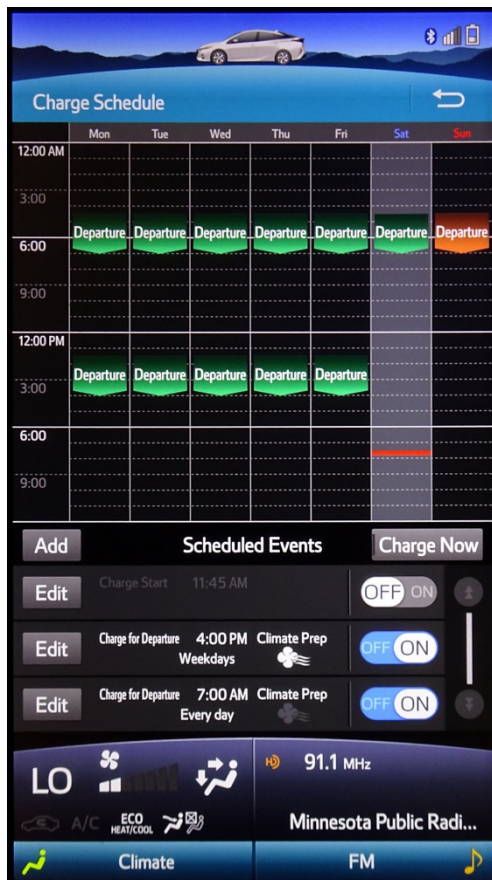 Charge Schedule
Mon Tue Wed Thu Fri Sat Sun
12:00 AM
3:00
Departure Departure Departure Departure Departure Departure Departure
6:00
9:00
12:00 PM
Departure Departure Departure Departure Departure
3:00
6:00
9:00
Add Scheduled Events Charge Now
Edit Charge Start 11:45 AM OFF ON
Edit Charge for Departure 4:00 PM Climate Prep OFF ON
Weekdays
Edit Charge for Departure 7:00 AM Climate Prep OFF ON
Every day
HD 91.1 MHz
LO
A/C ECO
HEAT/COOL
Minnesota Public Radi...
Climate FM